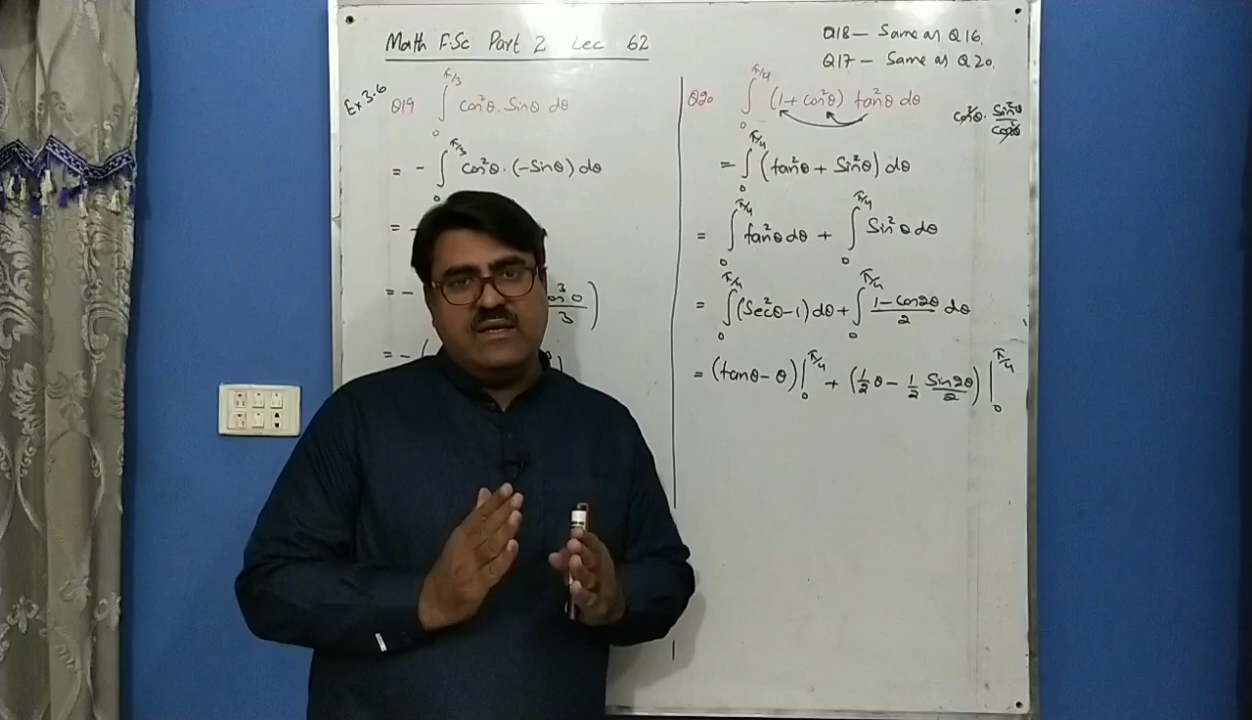 Math F.Sc Part 2 Lec 62
Q18 — Same as Q16.
Q17 — Same as Q20.
Ex 3.6
Q19 ∫₀^{π/3} cos²θ. Sinθ dθ
= - ∫₀^{π/3} cos²θ. (-Sinθ) dθ
= -
= - cos³θ/3)
= - (
Q20 ∫₀^{π/4} (1 + cos²θ) tan²θ dθ
cos²θ. Sin²θ/cos²θ
= ∫₀^{π/4} (tan²θ + Sin²θ) dθ
= ∫₀^{π/4} tan²θ dθ + ∫₀^{π/4} Sin²θ dθ
= ∫₀^{π/4} (Sec²θ-1) dθ + ∫₀^{π/4} 1-cos2θ/2 dθ
= (tanθ - θ)|₀^{π/4} + (1/2 θ - 1/2 Sin2θ/2)|₀^{π/4}